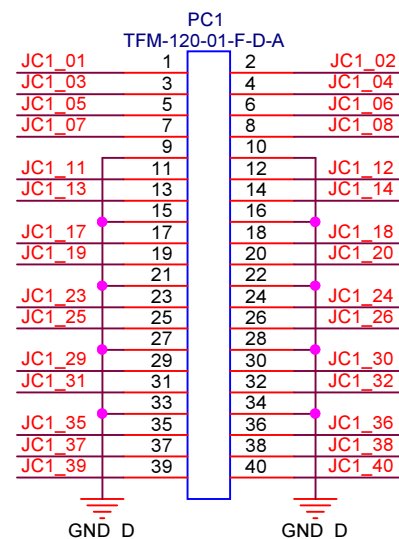 PC1
TFM-120-01-F-D-A
JC1_01 1 2 JC1_02
JC1_03 3 4 JC1_04
JC1_05 5 6 JC1_06
JC1_07 7 8 JC1_08
9 10
JC1_11 11 12 JC1_12
JC1_13 13 14 JC1_14
15 16
JC1_17 17 18 JC1_18
JC1_19 19 20 JC1_20
21 22
JC1_23 23 24 JC1_24
JC1_25 25 26 JC1_26
27 28
JC1_29 29 30 JC1_30
JC1_31 31 32 JC1_32
33 34
JC1_35 35 36 JC1_36
JC1_37 37 38 JC1_38
JC1_39 39 40 JC1_40
GND_D GND_D